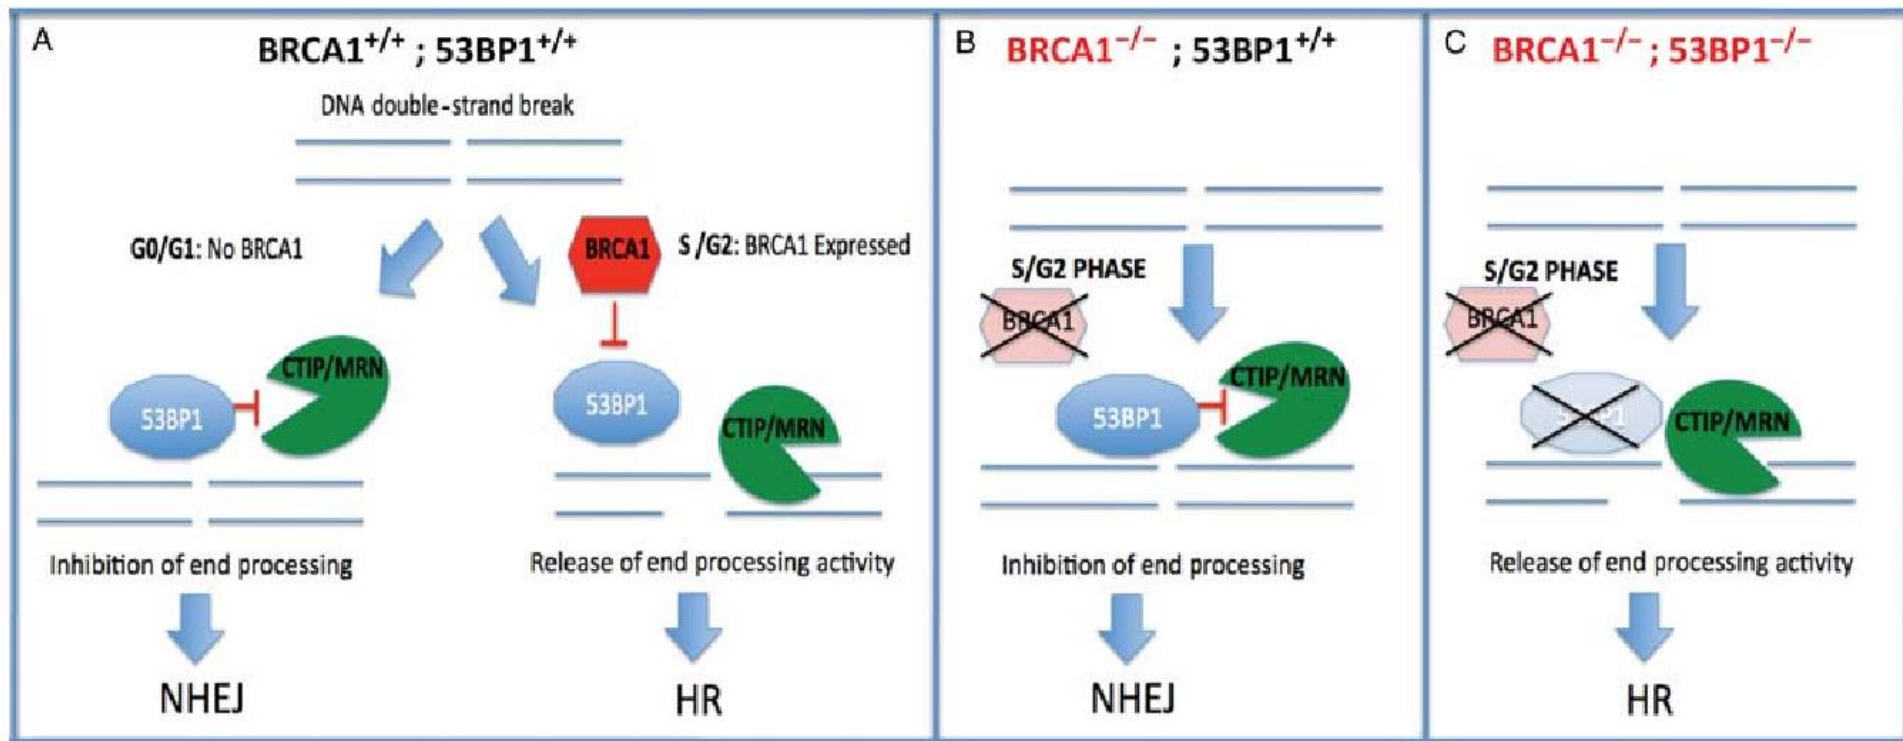 A
BRCA1+/+ ; 53BP1+/+
DNA double-strand break
G0/G1: No BRCA1
BRCA1
S /G2: BRCA1 Expressed
CTIP/MRN
53BP1
53BP1
CTIP/MRN
Inhibition of end processing
Release of end processing activity
NHEJ
HR
B
BRCA1−/− ; 53BP1+/+
S/G2 PHASE
BRCA1
CTIP/MRN
53BP1
Inhibition of end processing
NHEJ
C
BRCA1−/− ; 53BP1−/−
S/G2 PHASE
BRCA1
CTIP/MRN
Release of end processing activity
HR